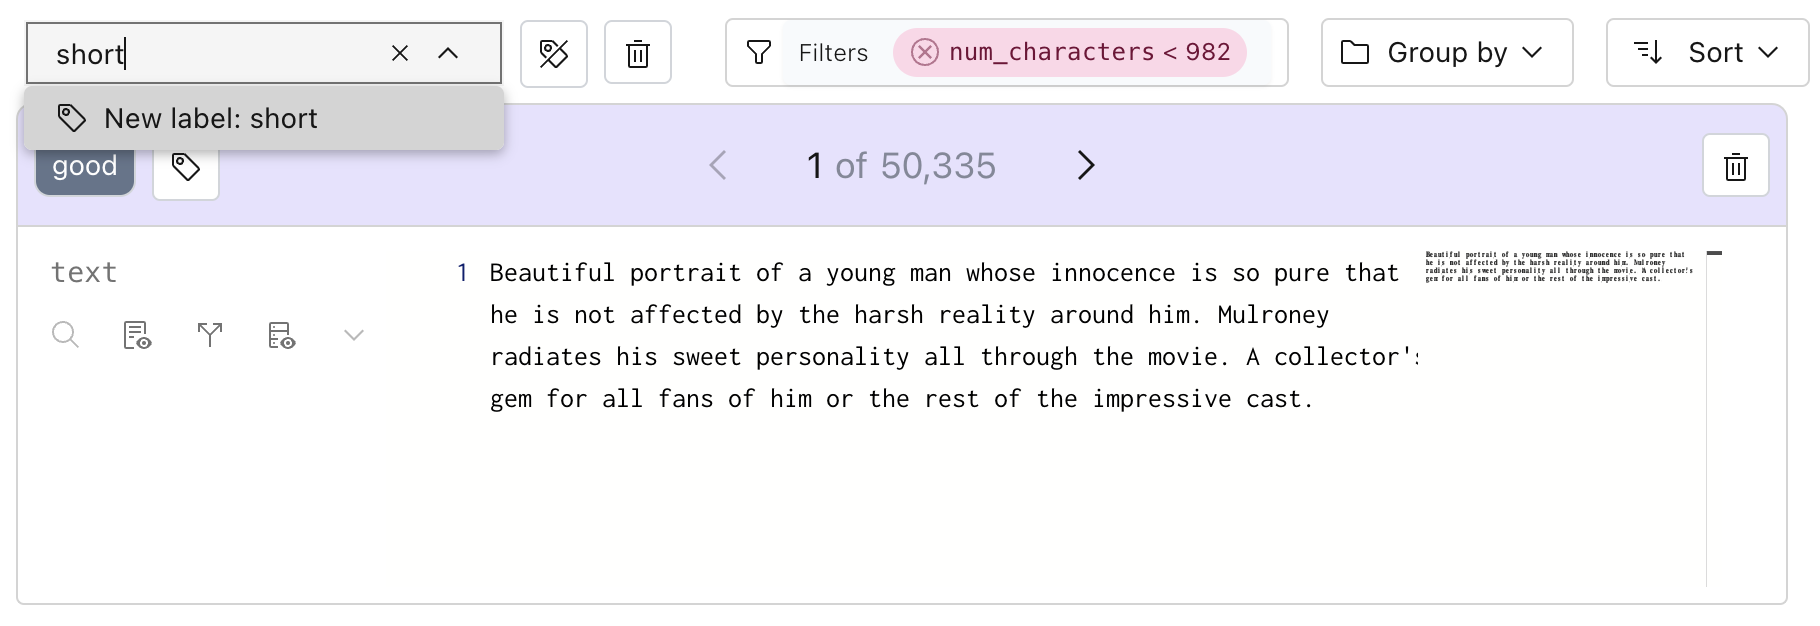 short
Filters
num_characters < 982
Group by
Sort
New label: short
good
1 of 50,335
text
1 Beautiful portrait of a young man whose innocence is so pure that
he is not affected by the harsh reality around him. Mulroney
radiates his sweet personality all through the movie. A collector's
gem for all fans of him or the rest of the impressive cast.
Beautiful portrait of a young man whose innocence is so pure that
he is not affected by the harsh reality around him. Mulroney
radiates his sweet personality all through the movie. A collector's
gem for all fans of him or the rest of the impressive cast.